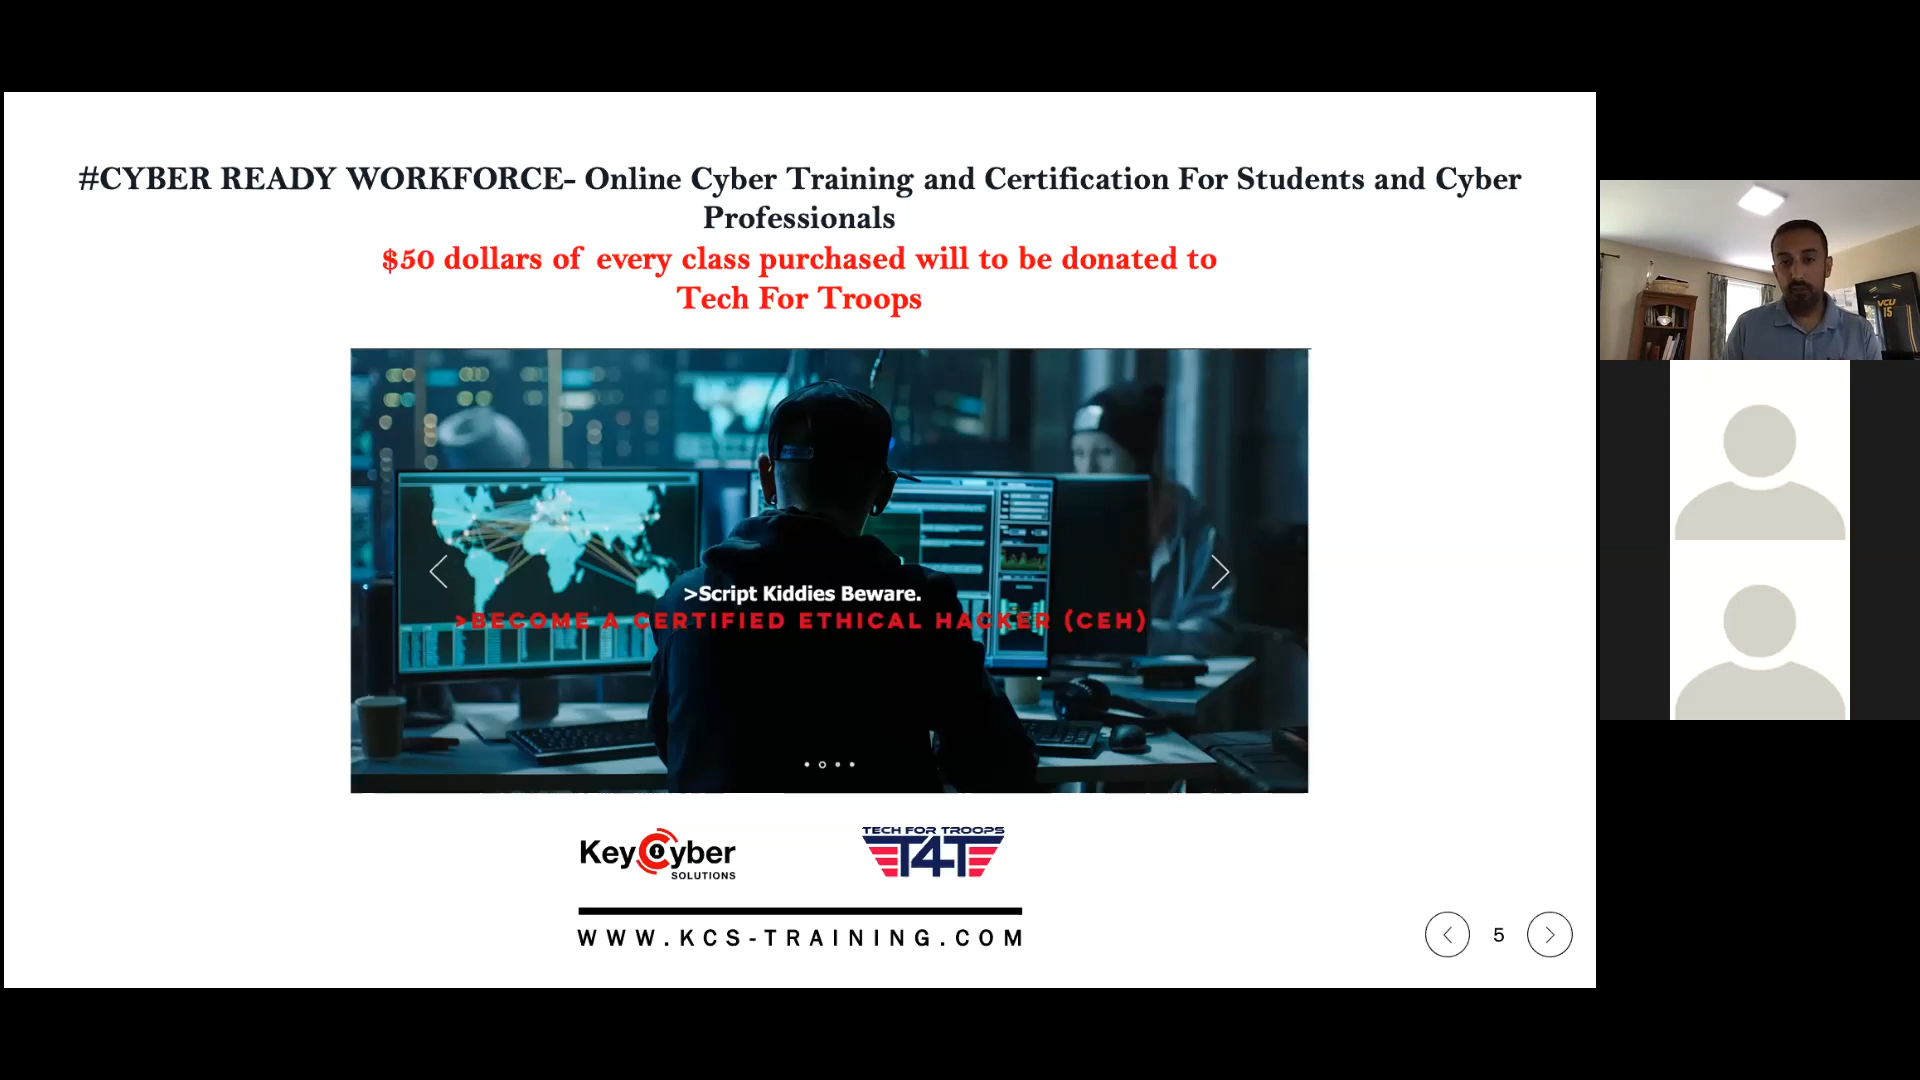 #CYBER READY WORKFORCE- Online Cyber Training and Certification For Students and Cyber
Professionals
$50 dollars of every class purchased will to be donated to
Tech For Troops
>Script Kiddies Beware.
>BECOME A CERTIFIED ETHICAL HACKER (CEH)
KeyCyber
SOLUTIONS
TECH FOR TROOPS
T4T
WWW.KCS-TRAINING.COM
5
VCU
15